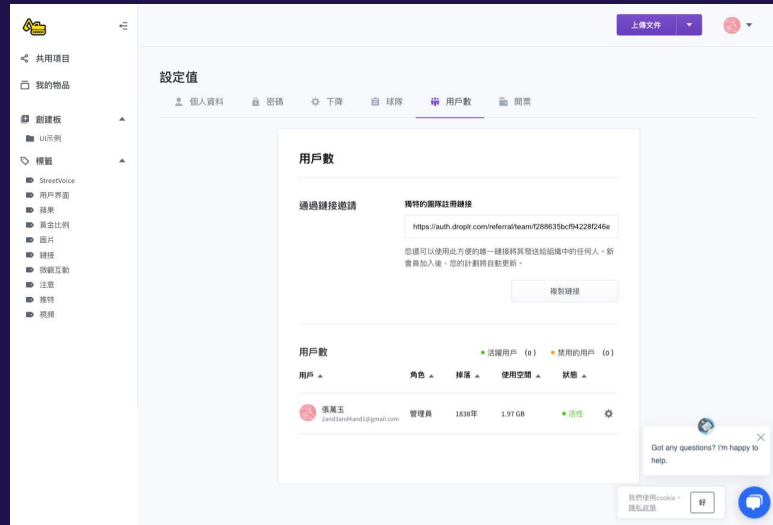 上傳文件
共用項目
我的物品
創建板
UI示例
標籤
StreetVoice
用戶界面
蘋果
黃金比例
圖片
鏈接
微觀互動
注意
推特
視頻
設定值
個人資料 密碼 下降 球隊 用戶數 開票
用戶數
通過鏈接邀請
獨特的團隊註冊鏈接
https://auth.droplr.com/referral/team/f288635bcf94228f246e
您還可以使用此方便的唯一鏈接將其發送給組織中的任何人。新
會員加入後,您的計劃將自動更新。
複製鏈接
用戶數 活躍用戶 (0) 禁用的用戶 (0)
用戶 角色 掉落 使用空間 狀態
張萬玉
2and3and4and1@gmail.com
管理員 1838年 1.97 GB 活性
Got any questions? I'm happy to
help.
我們使用cookie。
隱私政策
好